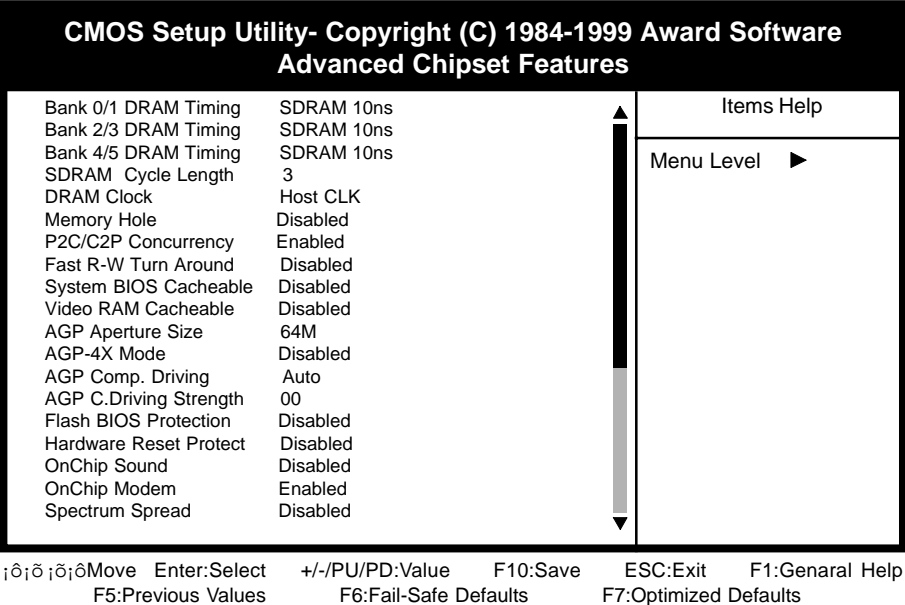 CMOS Setup Utility- Copyright (C) 1984-1999 Award Software
Advanced Chipset Features
Bank 0/1 DRAM Timing SDRAM 10ns
Bank 2/3 DRAM Timing SDRAM 10ns
Bank 4/5 DRAM Timing SDRAM 10ns
SDRAM Cycle Length 3
DRAM Clock Host CLK
Memory Hole Disabled
P2C/C2P Concurrency Enabled
Fast R-W Turn Around Disabled
System BIOS Cacheable Disabled
Video RAM Cacheable Disabled
AGP Aperture Size 64M
AGP-4X Mode Disabled
AGP Comp. Driving Auto
AGP C.Driving Strength 00
Flash BIOS Protection Disabled
Hardware Reset Protect Disabled
OnChip Sound Disabled
OnChip Modem Enabled
Spectrum Spread Disabled
Items Help
Menu Level ▶
¡ô¡õ¡õ¡ôMove Enter:Select +/-/PU/PD:Value F10:Save ESC:Exit F1:Genaral Help
F5:Previous Values F6:Fail-Safe Defaults F7:Optimized Defaults